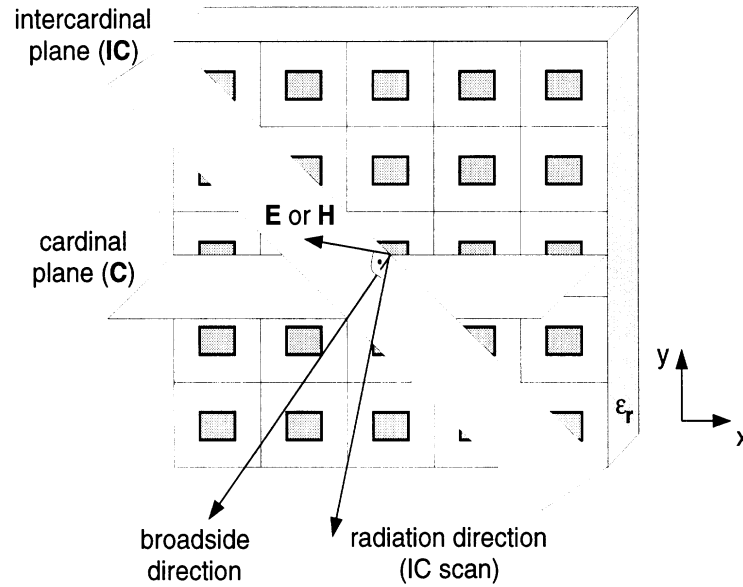 intercardinal
plane (IC)
E or H
cardinal
plane (C)
y
εr
x
broadside
direction
radiation direction
(IC scan)